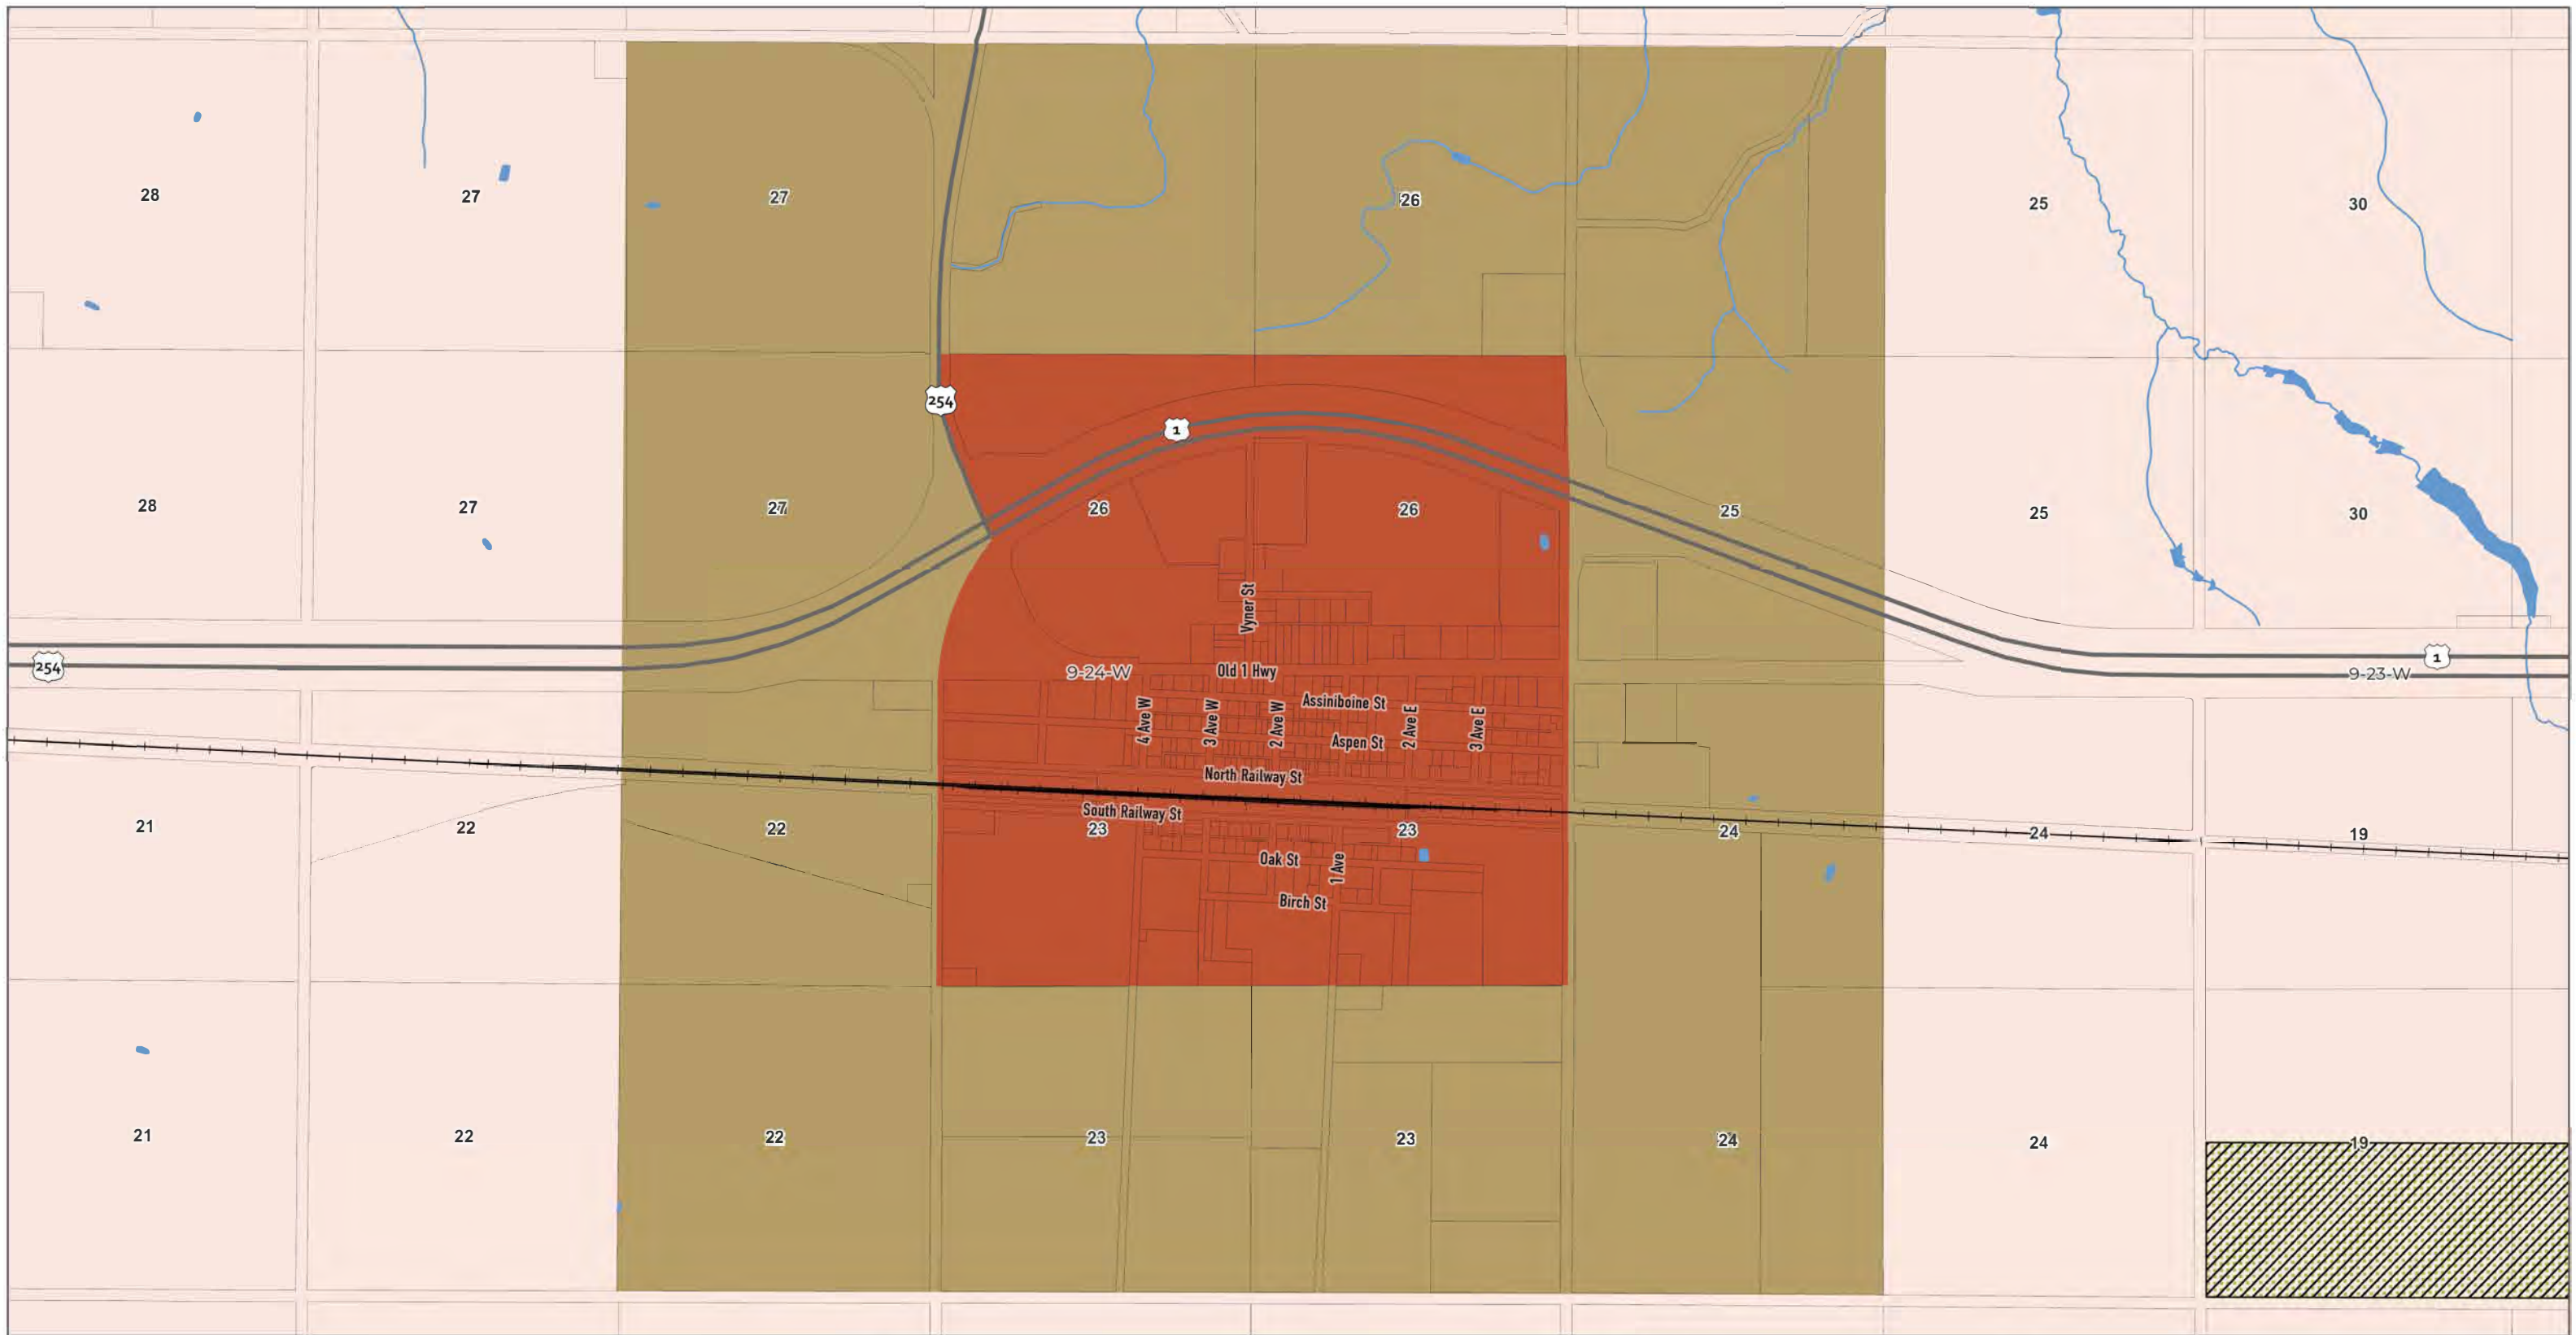 28
27
27
26
25
30
254
1
28
27
27
26
26
25
25
30
Vyner St
254
9-24-W
Old 1 Hwy
1
9-23-W
Assiniboine St
4 Ave W
3 Ave W
2 Ave W
2 Ave E
3 Ave E
Aspen St
North Railway St
South Railway St
21
22
22
23
23
24
24
19
Oak St
1 Ave
Birch St
21
22
22
23
23
24
24
19